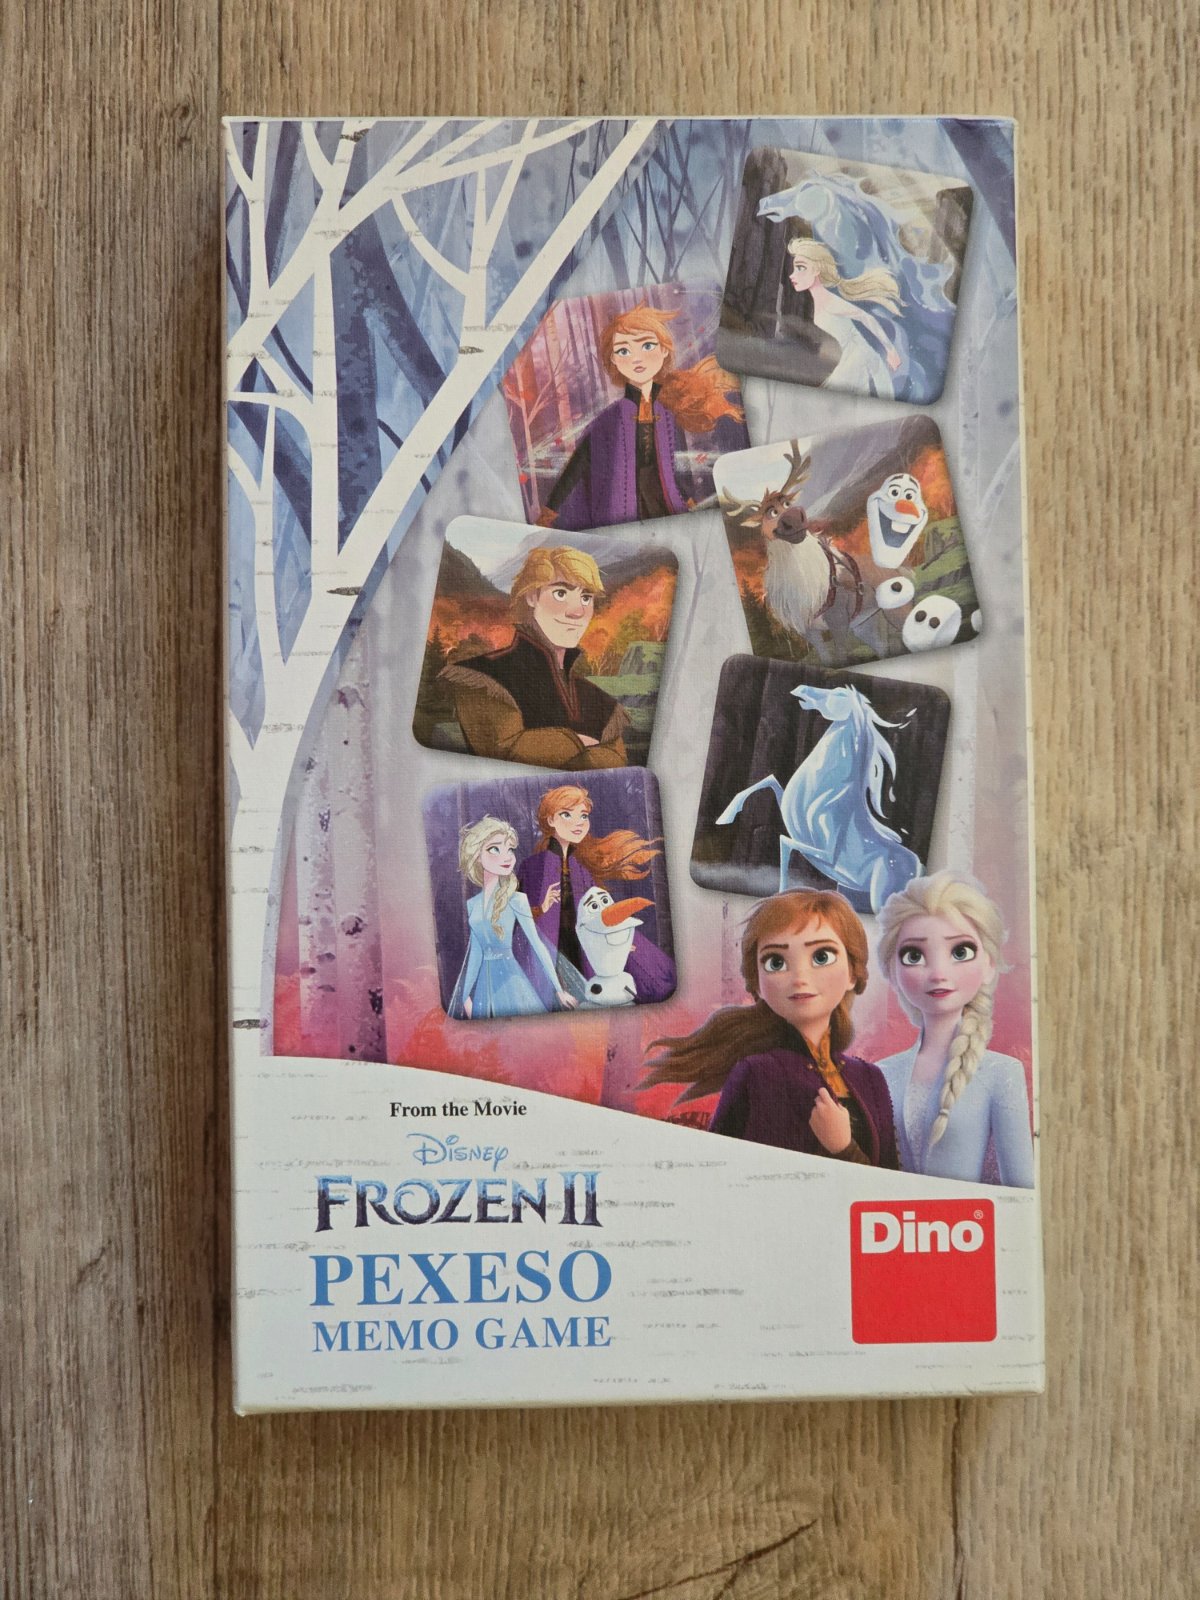 From the Movie
Disney
FROZEN II
PEXESO
MEMO GAME
Dino®